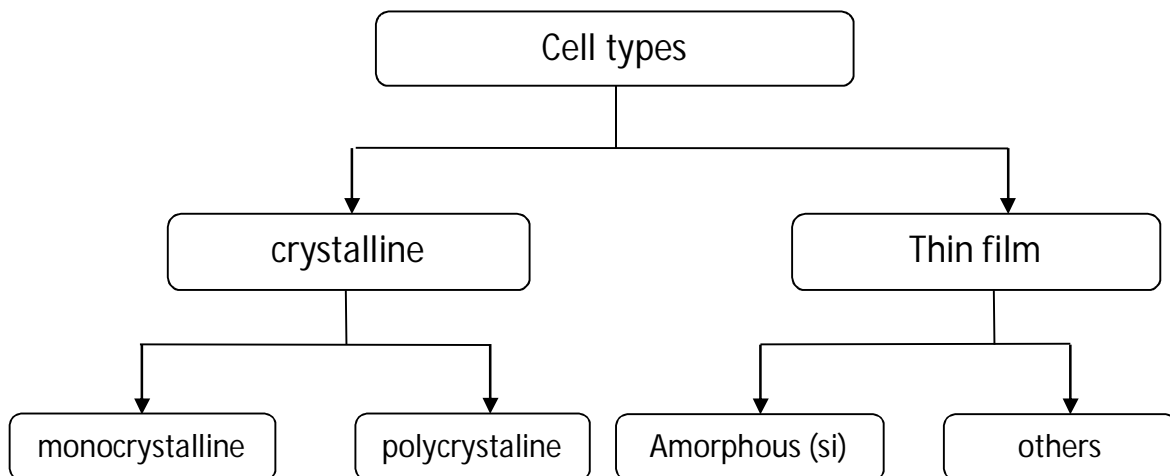 Cell types
crystalline
Thin film
monocrystalline
polycrystaline
Amorphous (si)
others